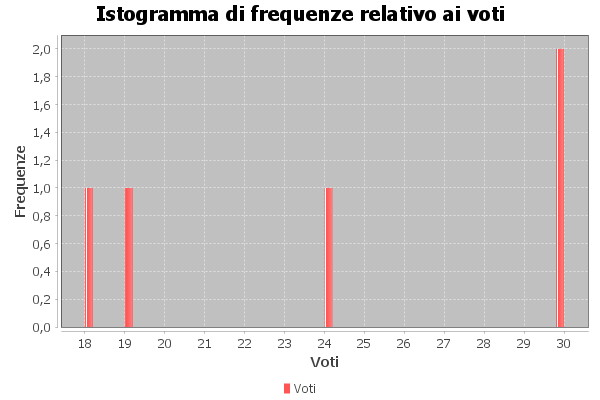 Istogramma di frequenze relativo ai voti
Frequenze
2,0
1,8
1,6
1,4
1,2
1,0
0,8
0,6
0,4
0,2
0,0
18 19 20 21 22 23 24 25 26 27 28 29 30
Voti
Voti